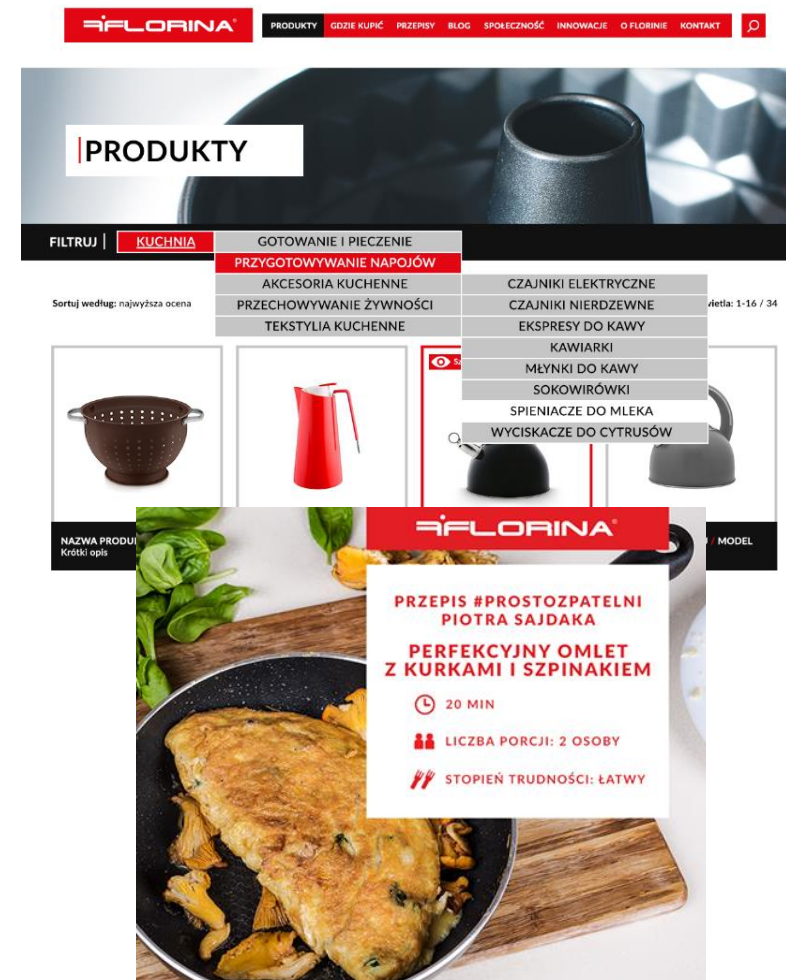 FLORINA
PRODUKTY GDZIE KUPIĆ PRZEPISY BLOG SPOŁECZNOŚĆ INNOWACJE O FLORINIE KONTAKT
PRODUKTY
FILTRUJ | KUCHNIA
GOTOWANIE I PIECZENIE
PRZYGOTOWYWANIE NAPOJÓW
AKCESORIA KUCHENNE
PRZECHOWYWANIE ŻYWNOŚCI
TEKSTYLIA KUCHENNE
CZAJNIKI ELEKTRYCZNE
CZAJNIKI NIERDZEWNE
EKSPRESY DO KAWY
KAWIARKI
MŁYNKI DO KAWY
SOKOWIRÓWKI
SPIENIACZE DO MLEKA
WYCISKACZE DO CYTRUSÓW
Sortuj według: najwyższa ocena
1-16 / 34
NAZWA
Krótki opis
/ MODEL
FLORINA
PRZEPIS #PROSTOZPATELNI
PIOTRA SAJDAKA
PERFEKCYJNY OMLET
Z KURKAMI I SZPINAKIEM
20 MIN
LICZBA PORCJI: 2 OSOBY
STOPIEŃ TRUDNOŚCI: ŁATWY